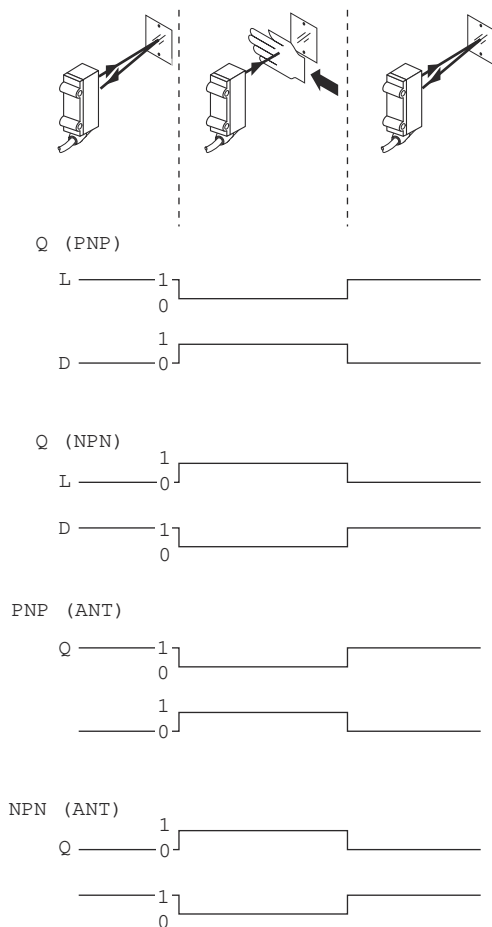 Q (PNP)
L 1
0
1
D 0
Q (NPN)
1
L 0
D 1
0
PNP (ANT)
Q 1
0
1
0
NPN (ANT)
1
Q 0
1
0